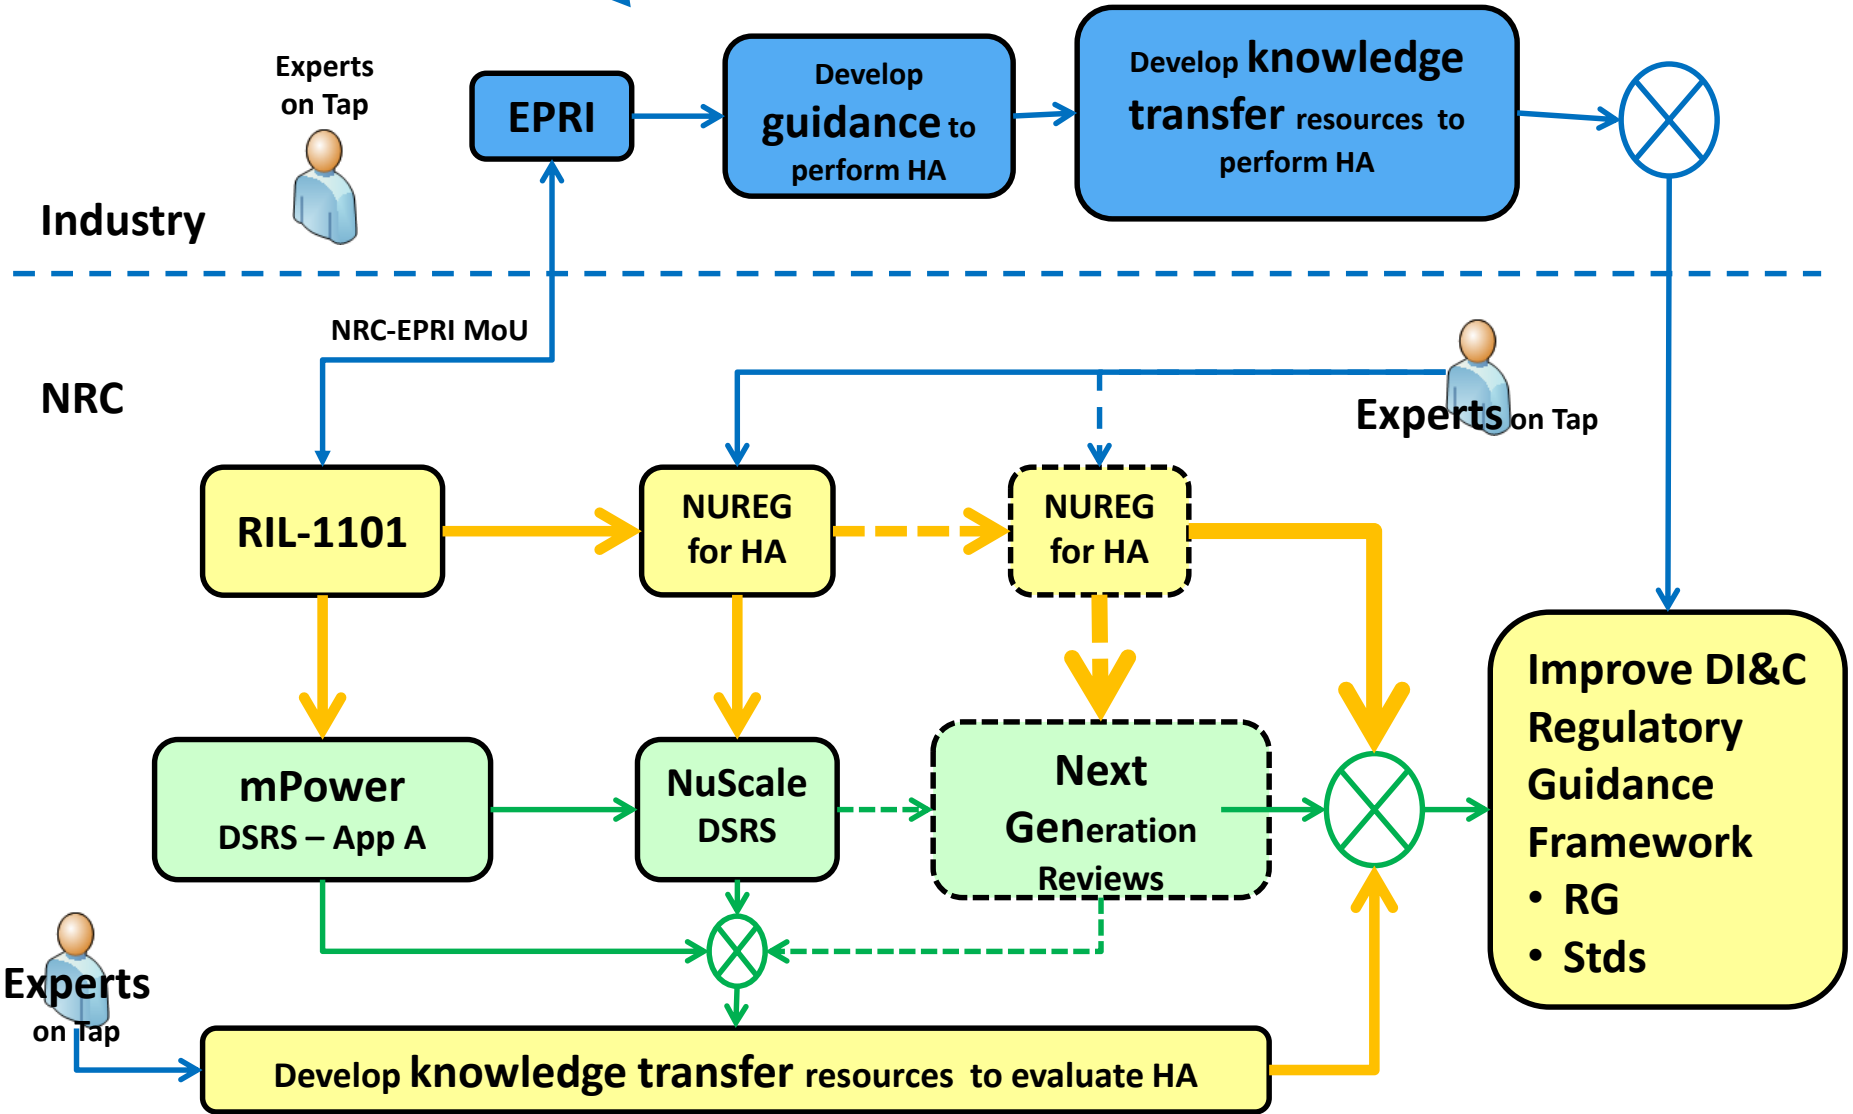 Experts
on Tap
EPRI
Develop
guidance to
perform HA
Develop knowledge
transfer resources to
perform HA
Industry
NRC-EPRI MoU
NRC
Experts on Tap
RIL-1101
NUREG
for HA
NUREG
for HA
mPower
DSRS – App A
NuScale
DSRS
Next
Generation
Reviews
Improve DI&C
Regulatory
Guidance
Framework
• RG
• Stds
Experts
on Tap
Develop knowledge transfer resources to evaluate HA